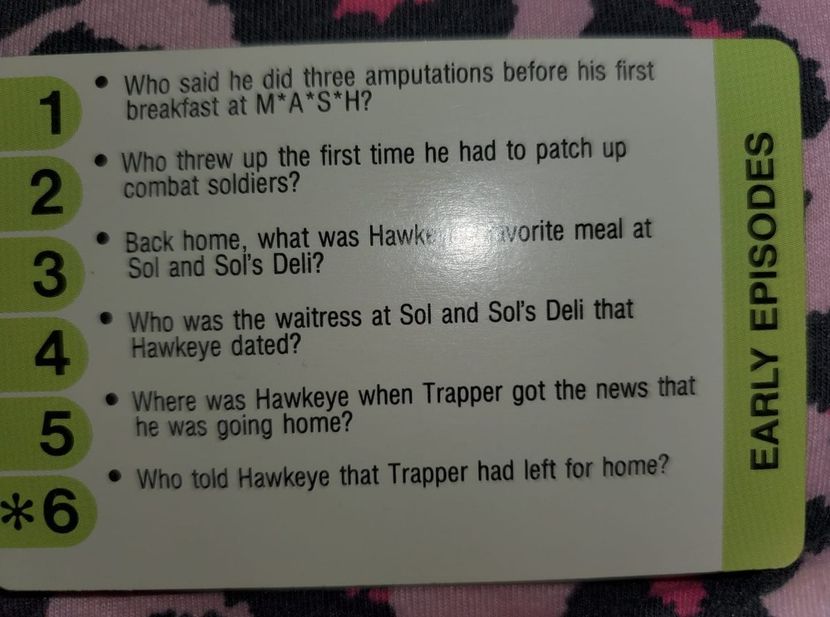 1 • Who said he did three amputations before his first
breakfast at M*A*S*H?
2 • Who threw up the first time he had to patch up
combat soldiers?
3 • Back home, what was favorite meal at
Sol and Sol's Deli?
4 • Who was the waitress at Sol and Sol's Deli that
Hawkeye dated?
5 • Where was Hawkeye when Trapper got the news that
he was going home?
*6 • Who told Hawkeye that Trapper had left for home?
EARLY EPISODES